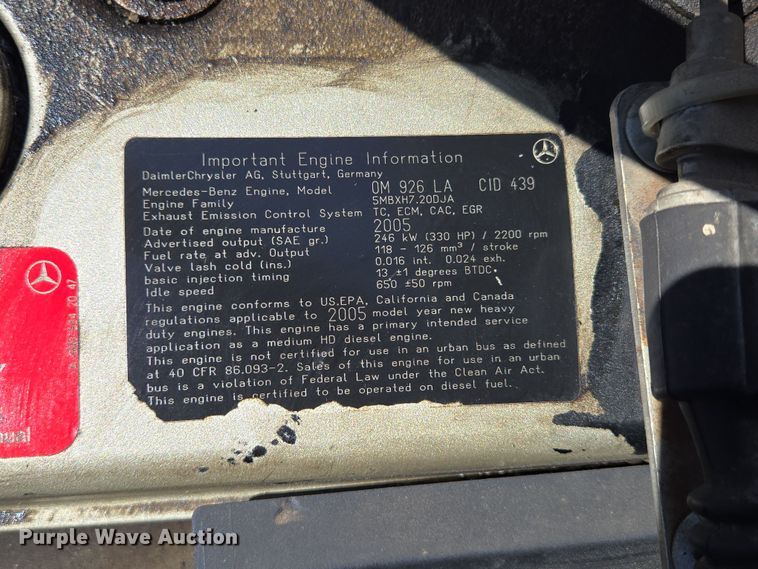 Important Engine Information
DaimlerChrysler AG, Stuttgart, Germany
Mercedes-Benz Engine, Model OM 926 LA CID 439
Engine Family 5MBXH7.20DJA
Exhaust Emission Control System TC, ECM, CAC, EGR
Date of engine manufacture 2005
Advertised output (SAE gr.) 246 kW (330 HP) / 2200 rpm
Fuel rate at adv. Output 118 - 126 mm³ / stroke
Valve lash cold (ins.) 0.016 int. 0.024 exh.
basic injection timing 13 ±1 degrees BTDC
Idle speed 650 ±50 rpm
This engine conforms to US.EPA, California and Canada
regulations applicable to 2005 model year new heavy
duty engines. This engine has a primary intended service
application as a medium HD diesel engine.
This engine is not certified for use in an urban bus as defined
at 40 CFR 86.093-2. Sales of this engine for use in an urban
bus is a violation of Federal Law under the Clean Air Act.
This engine is certified to be operated on diesel fuel.
Purple Wave Auction